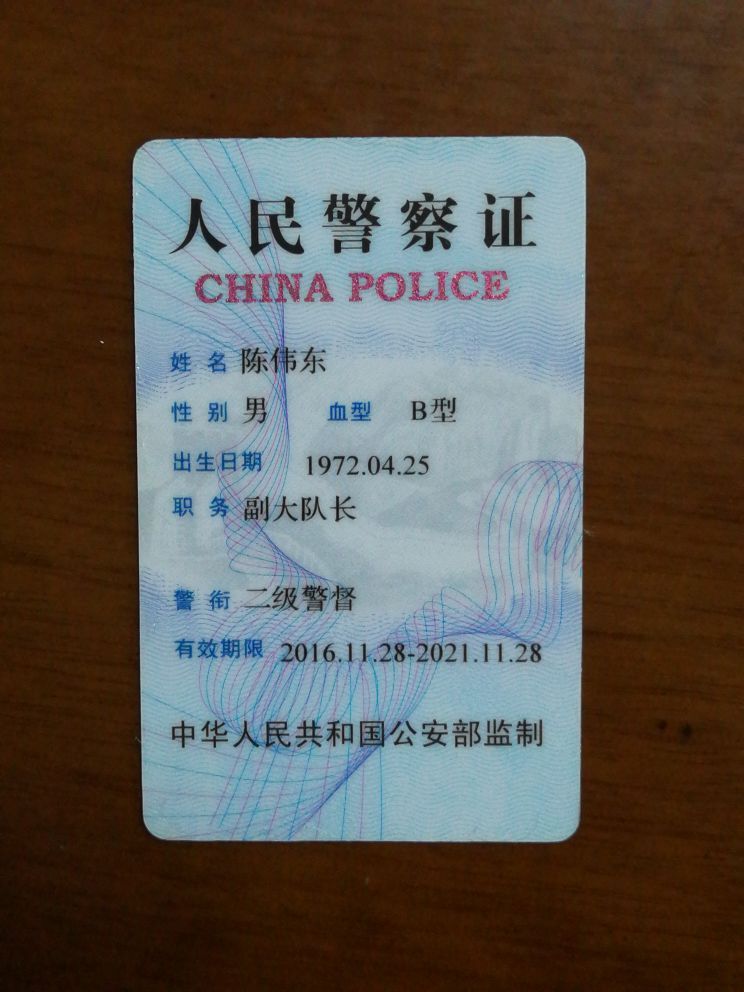 人民警察证
CHINA POLICE
姓 名 陈伟东
性 别 男 血型 B型
出生日期 1972.04.25
职 务 副大队长
警 衔 二级警督
有效期限 2016.11.28-2021.11.28
中华人民共和国公安部监制